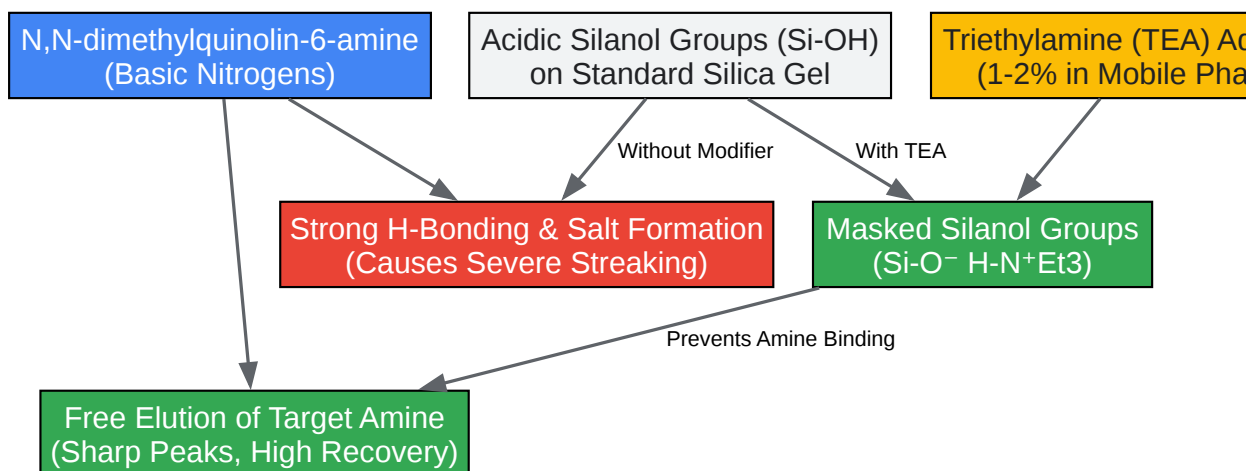 N,N-dimethylquinolin-6-amine
(Basic Nitrogens)
Acidic Silanol Groups (Si-OH)
on Standard Silica Gel
Triethylamine (TEA)
(1-2% in Mobile
Without Modifier
With TEA
Strong H-Bonding & Salt Formation
(Causes Severe Streaking)
Masked Silanol Groups
(Si-O⁻ H-N⁺Et3)
Prevents Amine Binding
Free Elution of Target Amine
(Sharp Peaks, High Recovery)